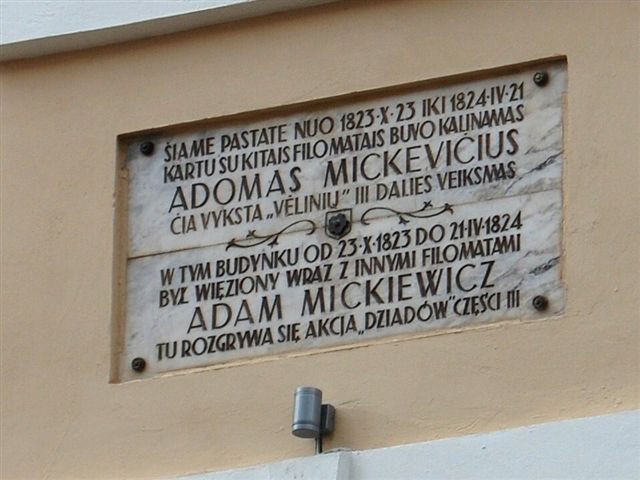 ŠIAME PASTATE NUO 1823·X·23 IKI 1824·IV·21
KARTU SU KITAIS FILOMATAIS BUVO KALINAMAS
ADOMAS MICKEVIČIUS
ČIA VYKSTA „VĖLINIŲ” III DALIES VEIKSMAS
W TYM BUDYNKU OD 23·X·1823 DO 21·IV·1824
BYŁ WIĘZIONY WRAZ Z INNYMI FILOMATAMI
ADAM MICKIEWICZ
TU ROZGRYWA SIĘ AKCJA „DZIADÓW” CZĘŚCI III